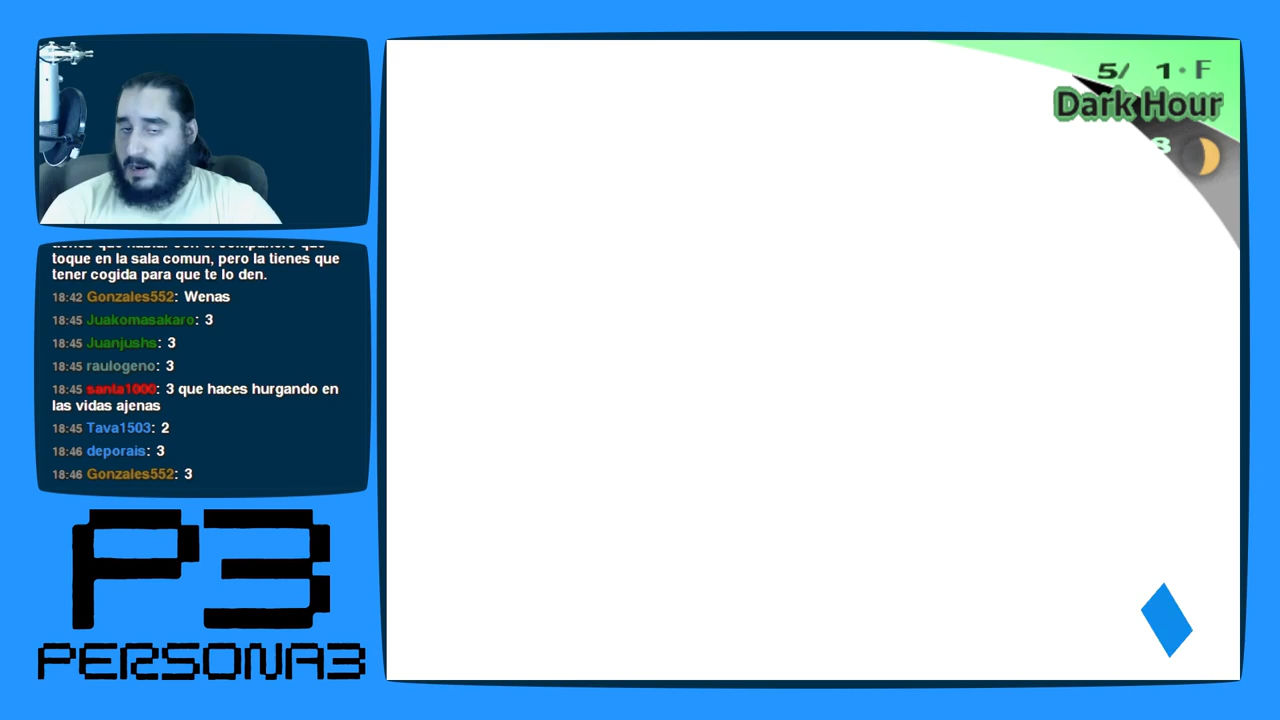 toque en la sala comun, pero la tienes que
tener cogida para que te lo den.
18:42 Gonzales552: Wenas
18:45 Juakomasakaro: 3
18:45 Juanjushs: 3
18:45 raulogeno: 3
18:45 santa1000: 3 que haces hurgando en
las vidas ajenas
18:45 Tava1503: 2
18:46 deporais: 3
18:46 Gonzales552: 3
P3
PERSONA3
5/ 1 · F
Dark Hour
8